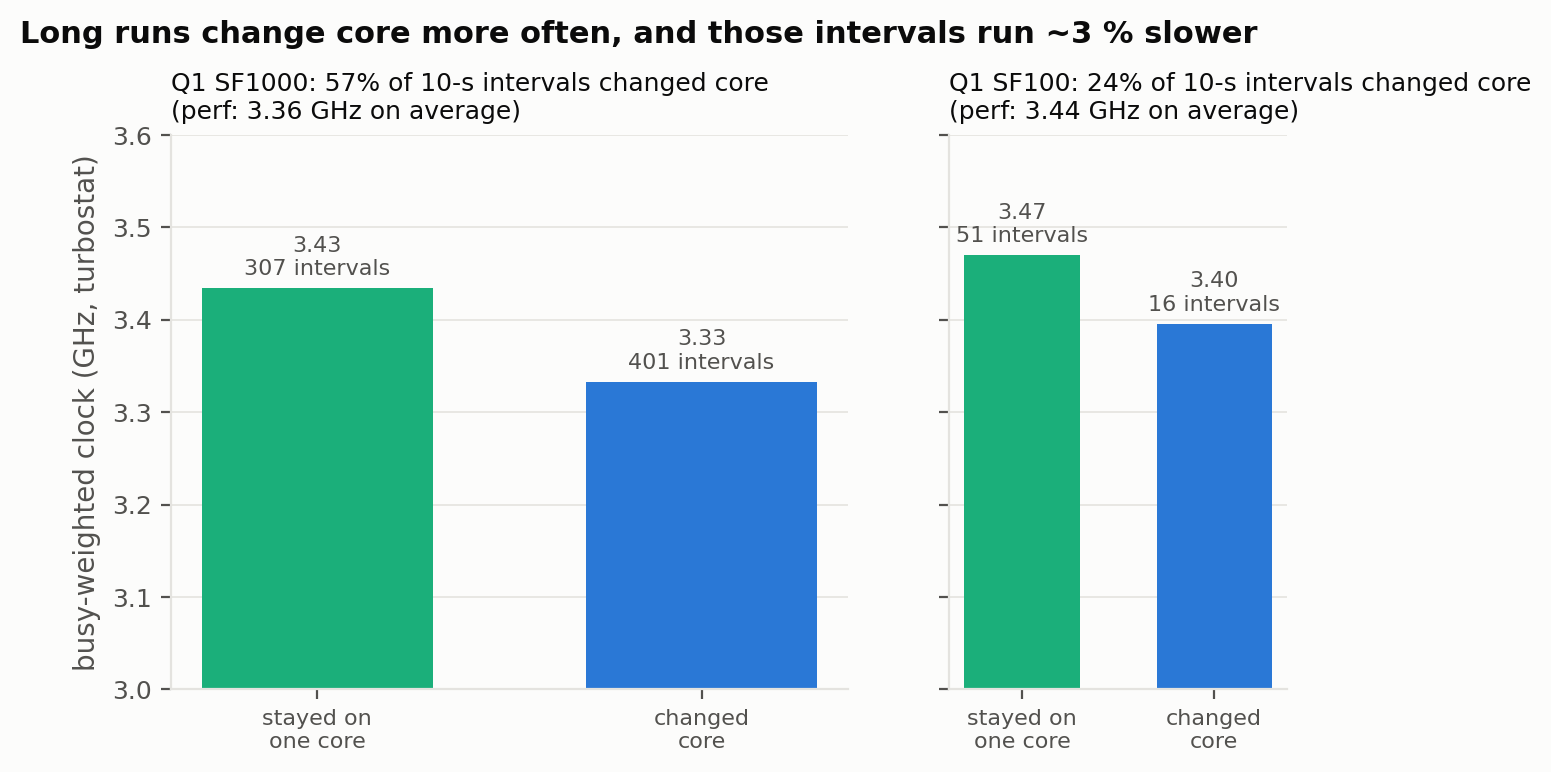 Long runs change core more often, and those intervals run ~3 % slower
Q1 SF1000: 57% of 10-s intervals changed core
(perf: 3.36 GHz on average)
Q1 SF100: 24% of 10-s intervals changed core
(perf: 3.44 GHz on average)
busy-weighted clock (GHz, turbostat)
3.6
3.5
3.4
3.3
3.2
3.1
3.0
3.43
307 intervals
3.33
401 intervals
stayed on
one core
changed
core
3.47
51 intervals
3.40
16 intervals
stayed on
one core
changed
core